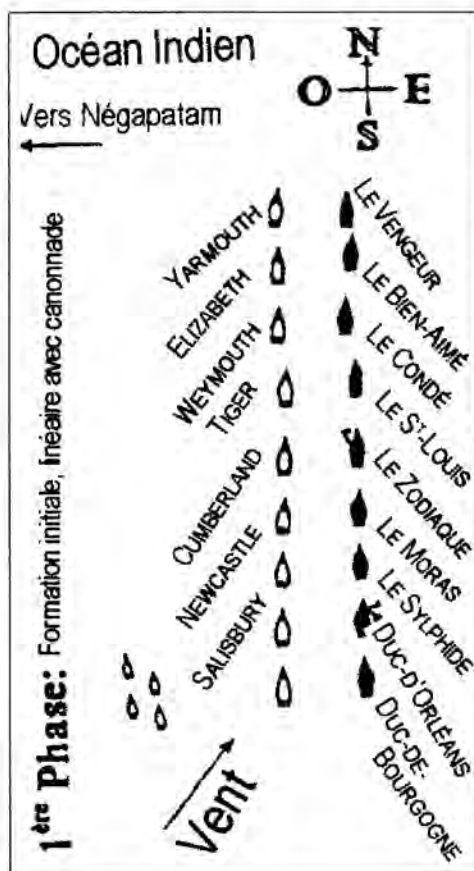 Océan Indien
Vers Négapatam
N
O E
S
1ère Phase: Formation initiale, linéaire avec canonnade
YARMOUTH
ELIZABETH
WEYMOUTH
TIGER
CUMBERLAND
NEWCASTLE
SALISBURY
LE VENGEUR
LE BIEN-AIMÉ
LE CONDÉ
LE ST-LOUIS
LE ZODIAQUE
LE MORAS
LE SYLPHIDE
DUC-D'ORLÉANS
DUC-DE-
BOURGOGNE
Vent